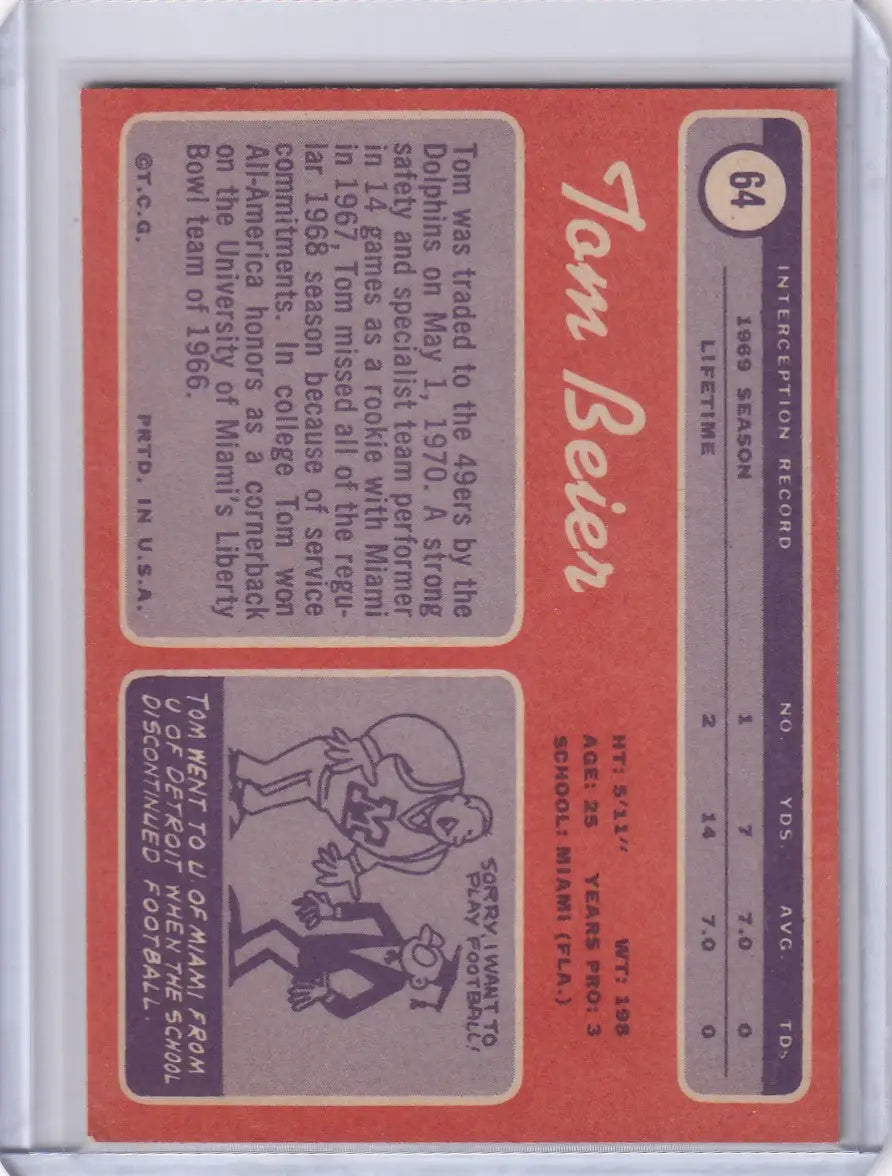 64
INTERCEPTION RECORD NO. YDS. AVG. TDs
1969 SEASON 1 7 7.0 0
LIFETIME 2 14 7.0 0
Tom Beier
HT: 5'11" WT: 198
AGE: 25 YEARS PRO: 3
SCHOOL: MIAMI (FLA.)
Tom was traded to the 49ers by the
Dolphins on May 1, 1970. A strong
safety and specialist team performer
in 14 games as a rookie with Miami
in 1967, Tom missed all of the regu-
lar 1968 season because of service
commitments. In college Tom won
All-America honors as a cornerback
on the University of Miami's Liberty
Bowl team of 1966.
©T.C.G. PRTD. IN U.S.A.
SORRY, I WANT TO
PLAY FOOTBALL!
M
TOM WENT TO U. OF MIAMI FROM
U OF DETROIT WHEN THE SCHOOL
DISCONTINUED FOOTBALL.